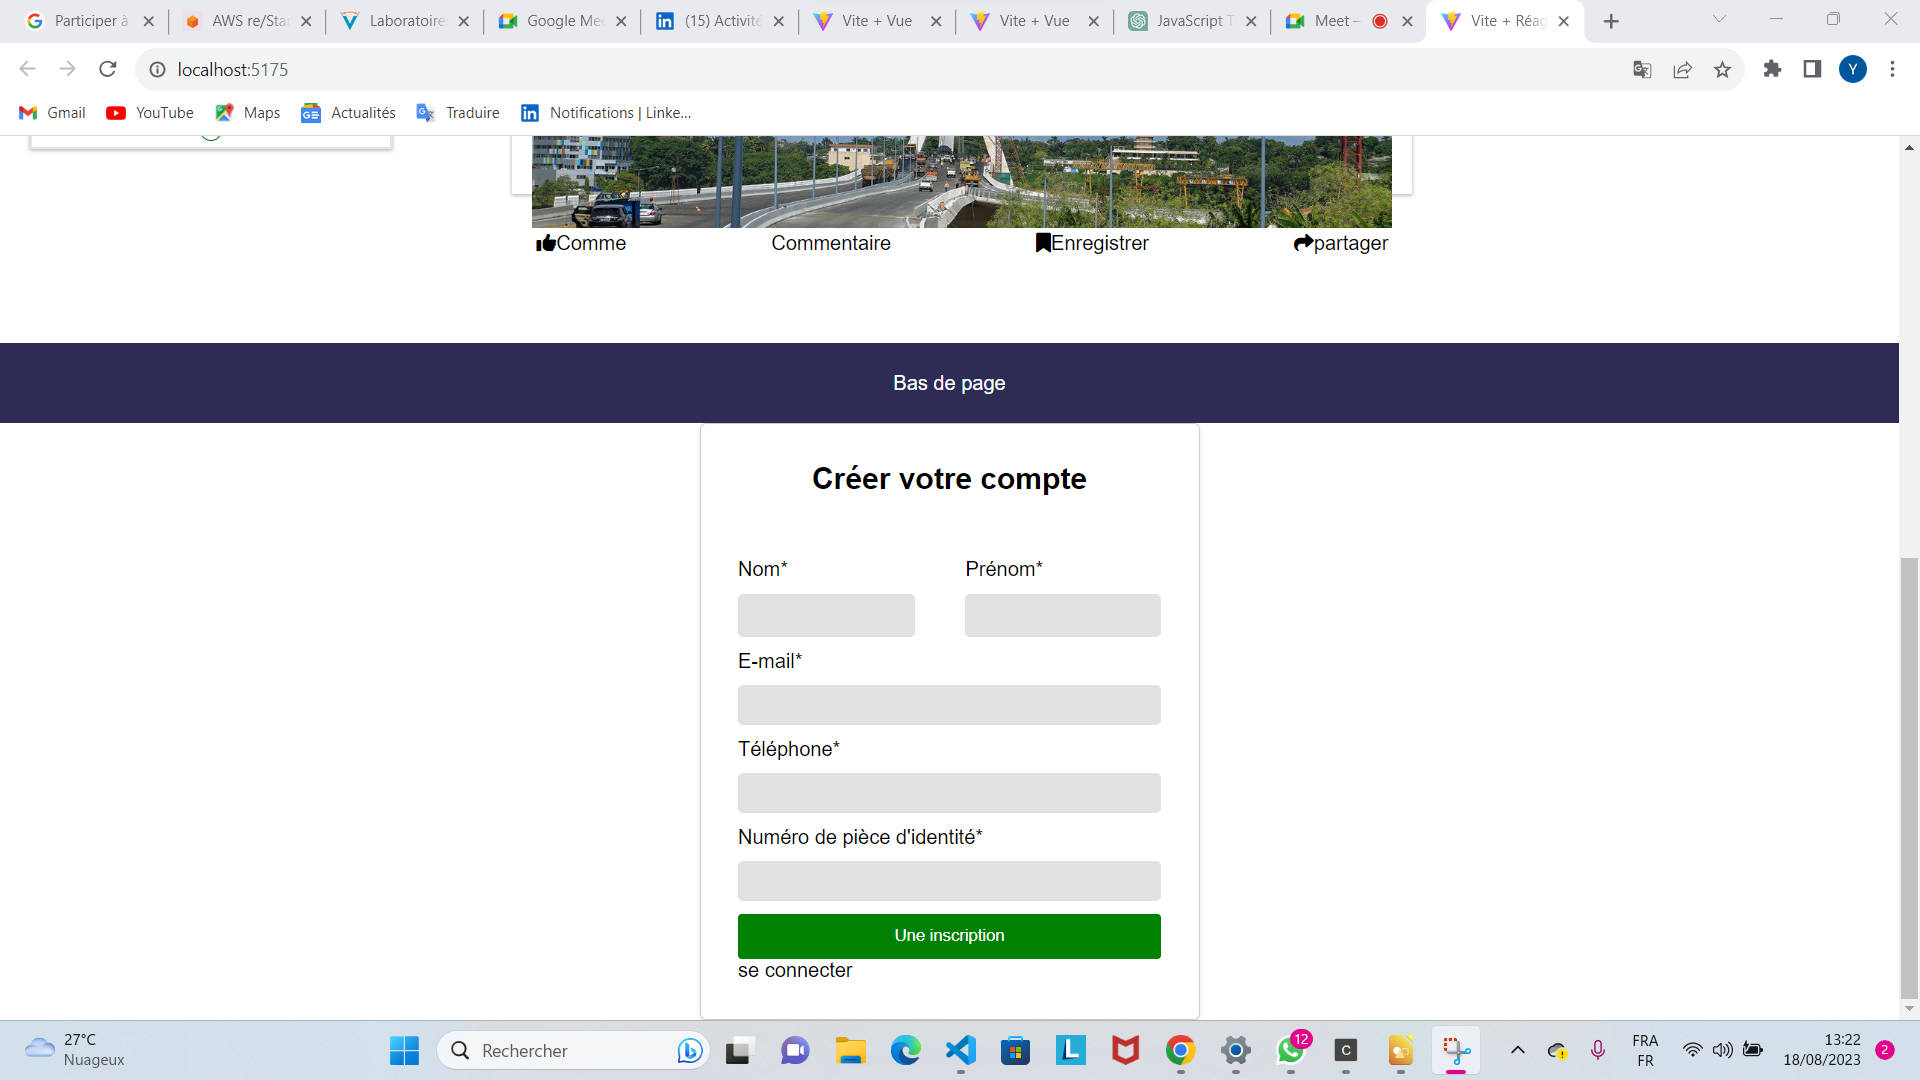 Participer à
AWS re/Star
Laboratoire
Google Mee
(15) Activité
Vite + Vue
Vite + Vue
JavaScript T
Meet –
Vite + Réag
localhost:5175
Y
Gmail
YouTube
Maps
Actualités
Traduire
Notifications | Linke...
Comme
Commentaire
Enregistrer
partager
Bas de page
Créer votre compte
Nom*
Prénom*
E-mail*
Téléphone*
Numéro de pièce d'identité*
Une inscription
se connecter
27°C
Nuageux
Rechercher
12
FRA
FR
13:22
18/08/2023
2